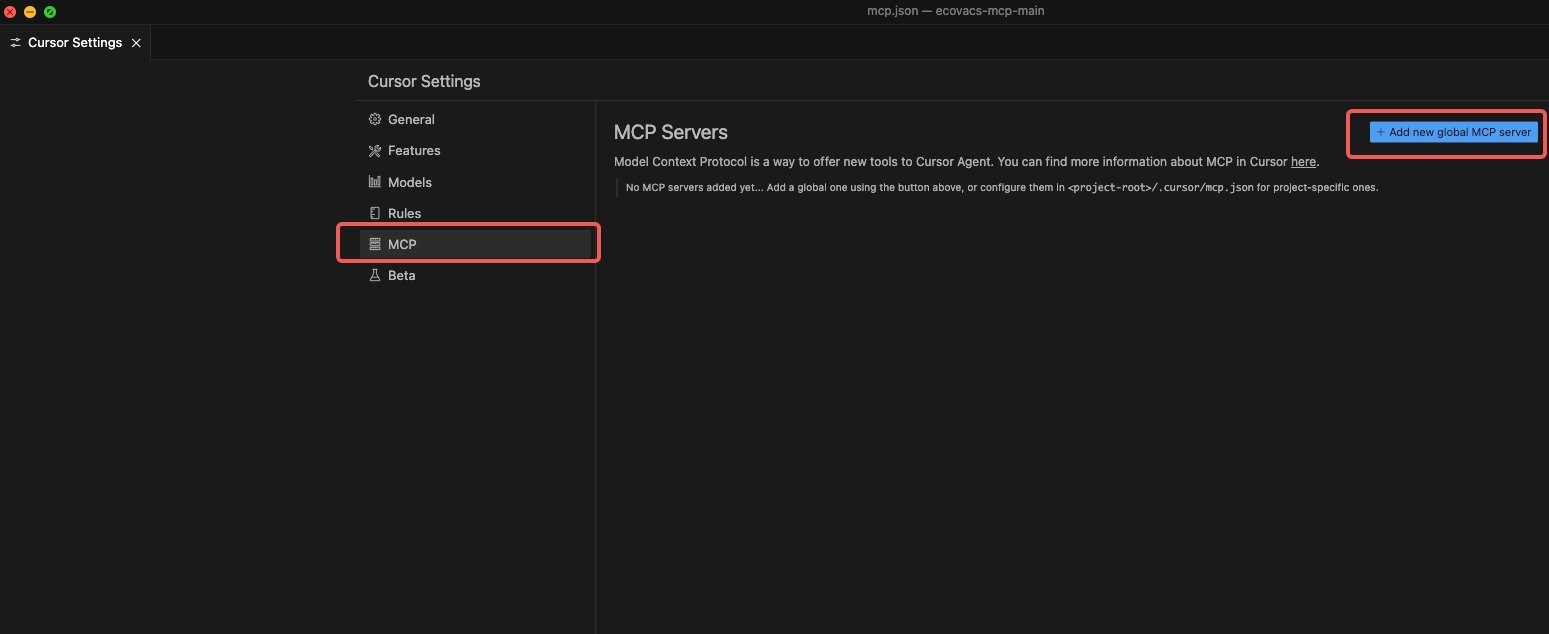 mcp.json — ecovacs-mcp-main
Cursor Settings
Cursor Settings
General
Features
Models
Rules
MCP
Beta
MCP Servers
+ Add new global MCP server
Model Context Protocol is a way to offer new tools to Cursor Agent. You can find more information about MCP in Cursor here.
No MCP servers added yet... Add a global one using the button above, or configure them in <project-root>/.cursor/mcp.json for project-specific ones.